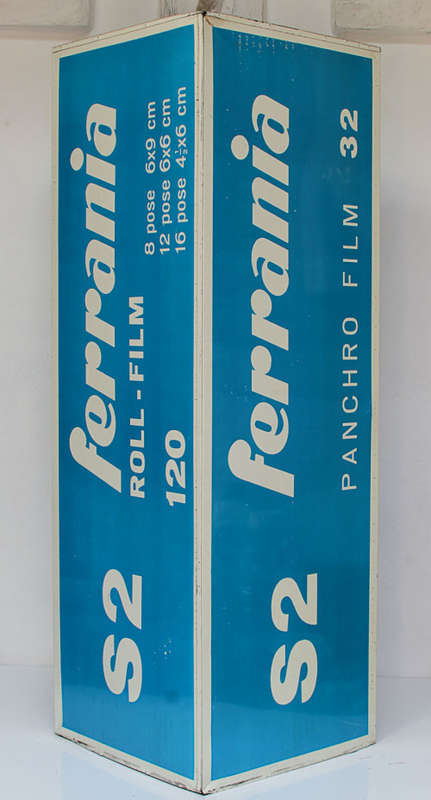 S2
ferrania
ROLL-FILM
120
8 pose 6x9 cm
12 pose 6x6 cm
16 pose 4½x6 cm
S2
ferrania
PANCHRO FILM 32